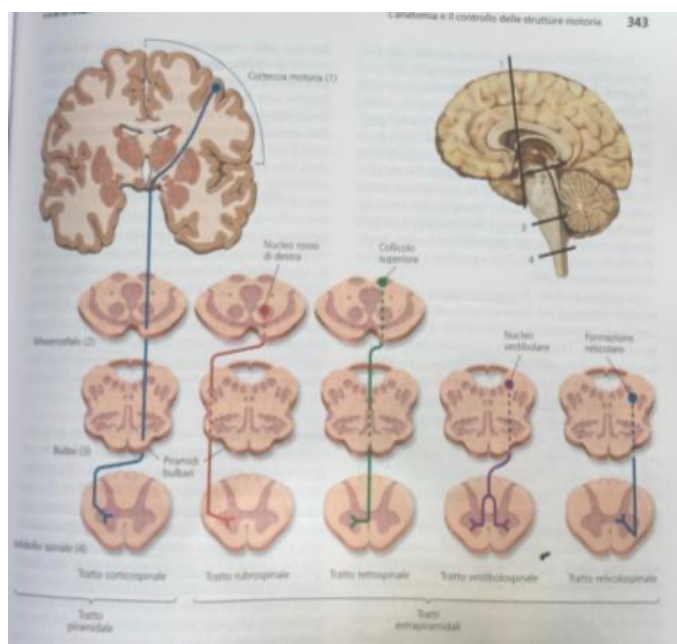 L'anatomia e il controllo delle strutture motorie 343
Corteccia motoria (1)
1
2
3
4
Nucleo rosso
di destra
Collicolo
superiore
Mesencefalo (2)
Nucleo
vestibolare
Formazione
reticolare
Bulbo (3)
Piramidi
bulbari
Midollo spinale (4)
Tratto corticospinale
Tratto rubrospinale
Tratto tettospinale
Tratto vestibolospinale
Tratto reticolospinale
Tratto
piramidale
Tratti
extrapiramidali